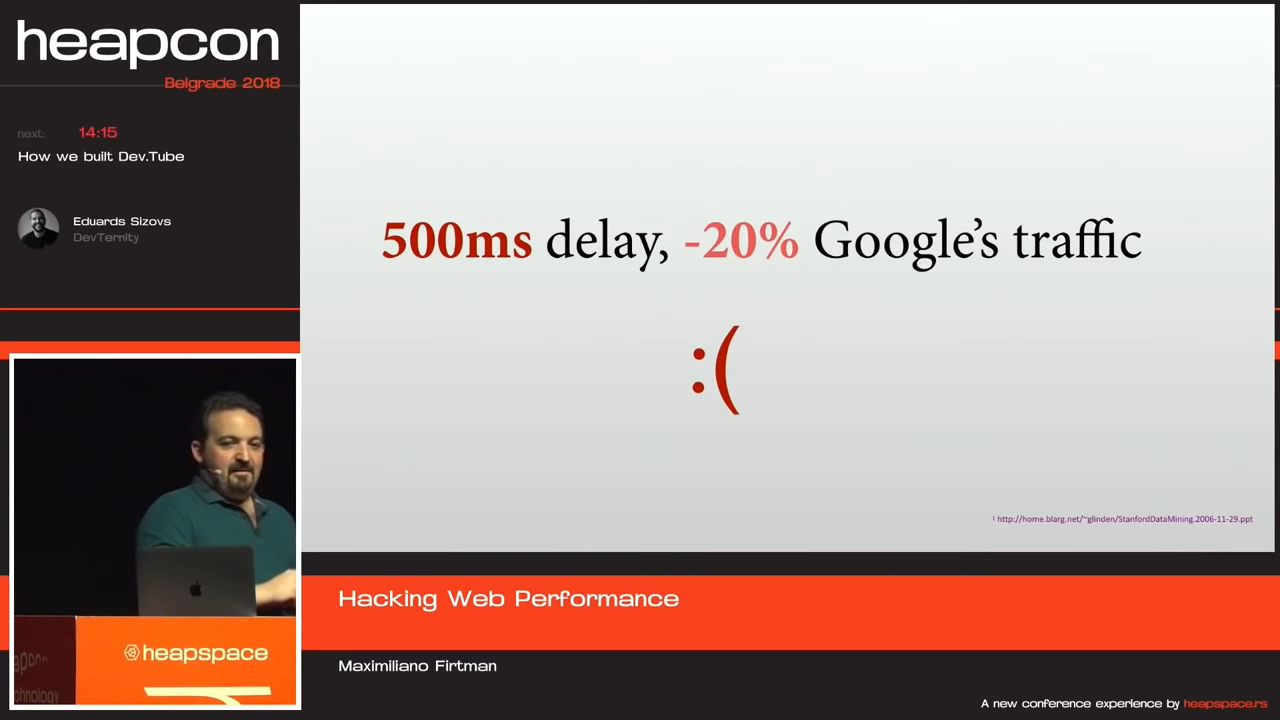 heapcon
Belgrade 2018
next: 14:15
How we built Dev.Tube
Eduards Sizovs
DevTernity
500ms delay, -20% Google’s traffic
:(
¹ http://home.blarg.net/~glinden/StanfordDataMining.2006-11-29.ppt
heapspace
Hacking Web Performance
Maximiliano Firtman
A new conference experience by heapspace.rs